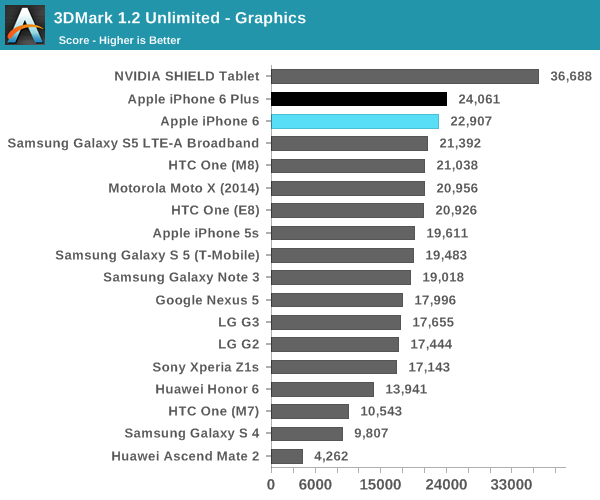 3DMark 1.2 Unlimited - Graphics
Score - Higher is Better
NVIDIA SHIELD Tablet 36,688
Apple iPhone 6 Plus 24,061
Apple iPhone 6 22,907
Samsung Galaxy S5 LTE-A Broadband 21,392
HTC One (M8) 21,038
Motorola Moto X (2014) 20,956
HTC One (E8) 20,926
Apple iPhone 5s 19,611
Samsung Galaxy S 5 (T-Mobile) 19,483
Samsung Galaxy Note 3 19,018
Google Nexus 5 17,996
LG G3 17,655
LG G2 17,444
Sony Xperia Z1s 17,143
Huawei Honor 6 13,941
HTC One (M7) 10,543
Samsung Galaxy S 4 9,807
Huawei Ascend Mate 2 4,262
0 6000 15000 24000 33000